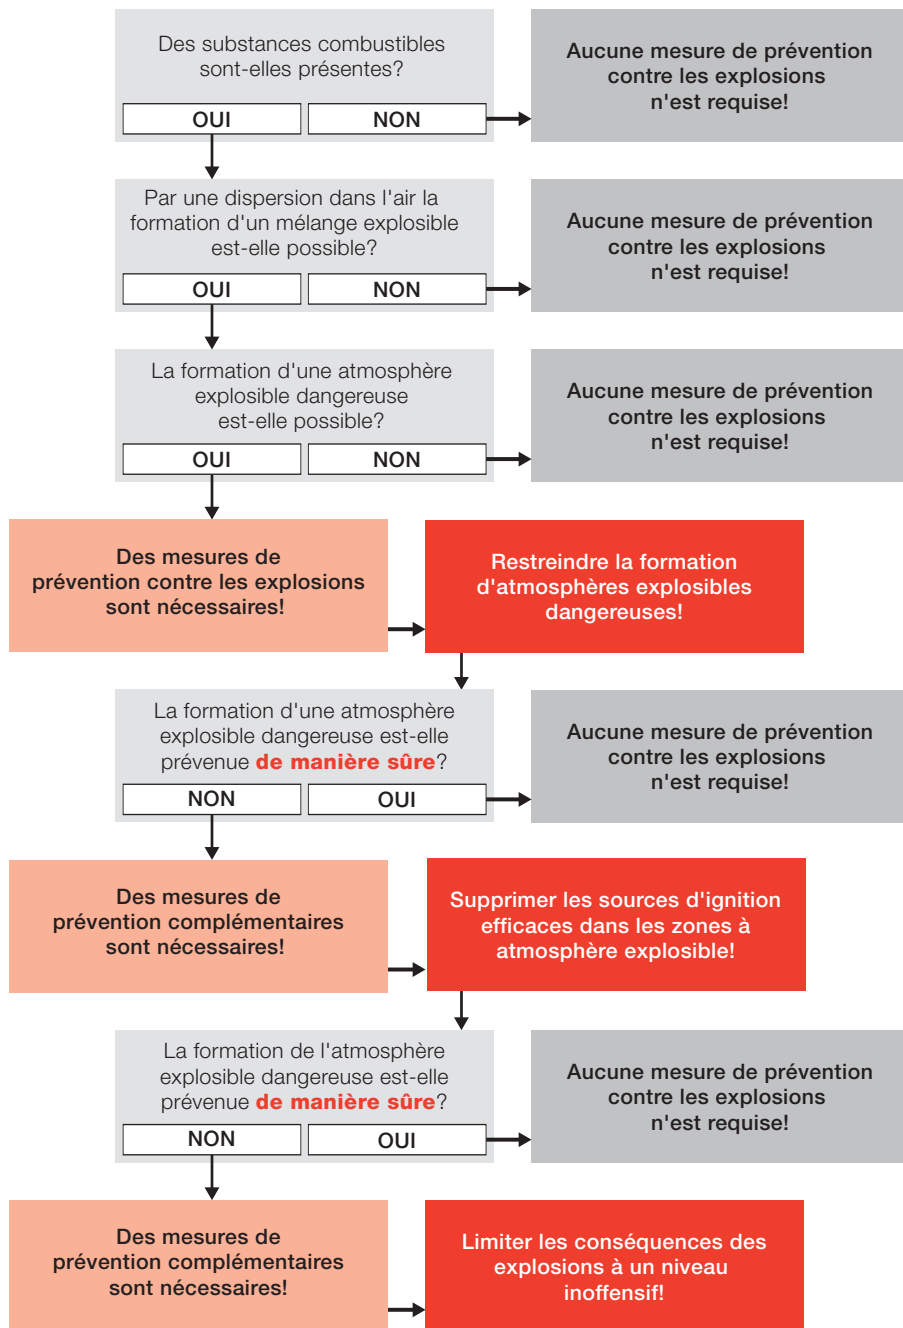 Des substances combustibles
sont-elles présentes?
OUI
NON
Aucune mesure de prévention
contre les explosions
n'est requise!
Par une dispersion dans l'air la
formation d'un mélange explosible
est-elle possible?
OUI
NON
Aucune mesure de prévention
contre les explosions
n'est requise!
La formation d'une atmosphère
explosible dangereuse
est-elle possible?
OUI
NON
Aucune mesure de prévention
contre les explosions
n'est requise!
Des mesures de
prévention contre les explosions
sont nécessaires!
Restreindre la formation
d'atmosphères explosibles
dangereuses!
La formation d'une atmosphère
explosible dangereuse est-elle
prévenue de manière sûre?
NON
OUI
Aucune mesure de prévention
contre les explosions
n'est requise!
Des mesures de
prévention complémentaires
sont nécessaires!
Supprimer les sources d'ignition
efficaces dans les zones à
atmosphère explosible!
La formation de l'atmosphère
explosible dangereuse est-elle
prévenue de manière sûre?
NON
OUI
Aucune mesure de prévention
contre les explosions
n'est requise!
Des mesures de
prévention complémentaires
sont nécessaires!
Limiter les conséquences des
explosions à un niveau
inoffensif!